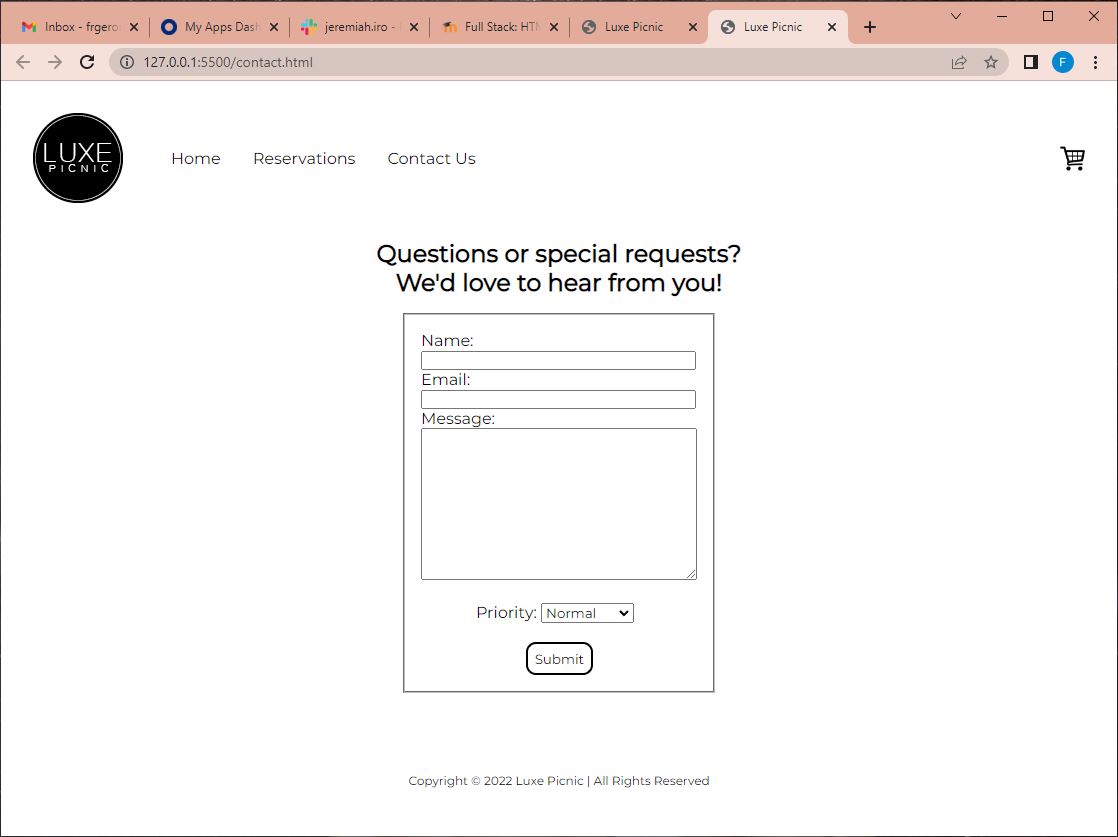 Inbox - frgeror
My Apps Dash
jeremiah.iro -
Full Stack: HTN
Luxe Picnic
Luxe Picnic
127.0.0.1:5500/contact.html
F
LUXE
PICNIC
Home
Reservations
Contact Us
Questions or special requests?
We'd love to hear from you!
Name:
Email:
Message:
Priority: Normal
Submit
Copyright © 2022 Luxe Picnic | All Rights Reserved